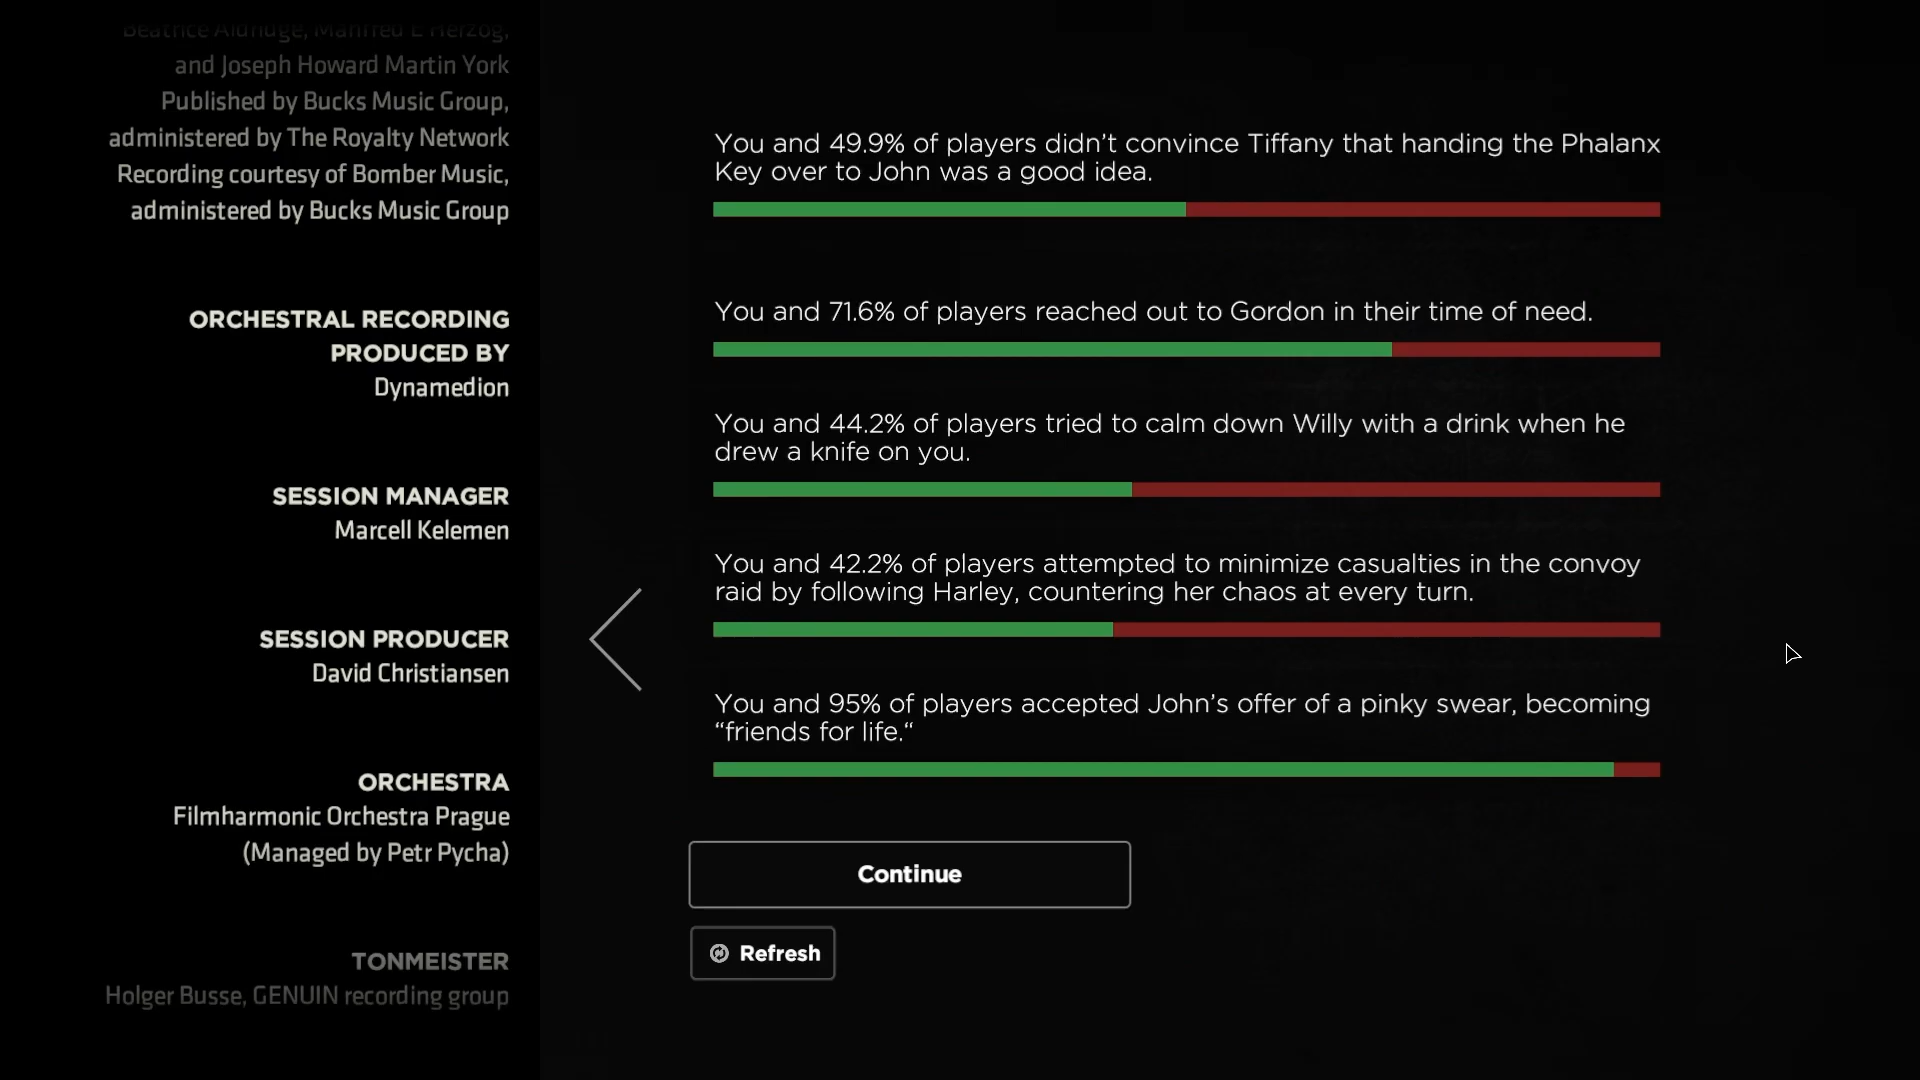 Beatrice Aldridge, Manfred E Herzog,
and Joseph Howard Martin York
Published by Bucks Music Group,
administered by The Royalty Network
Recording courtesy of Bomber Music,
administered by Bucks Music Group
ORCHESTRAL RECORDING
PRODUCED BY
Dynamedion
SESSION MANAGER
Marcell Kelemen
SESSION PRODUCER
David Christiansen
ORCHESTRA
Filmharmonic Orchestra Prague
(Managed by Petr Pycha)
TONMEISTER
Holger Busse, GENUIN recording group
You and 49.9% of players didn’t convince Tiffany that handing the Phalanx
Key over to John was a good idea.
You and 71.6% of players reached out to Gordon in their time of need.
You and 44.2% of players tried to calm down Willy with a drink when he
drew a knife on you.
You and 42.2% of players attempted to minimize casualties in the convoy
raid by following Harley, countering her chaos at every turn.
You and 95% of players accepted John’s offer of a pinky swear, becoming
“friends for life.“
Continue
Refresh